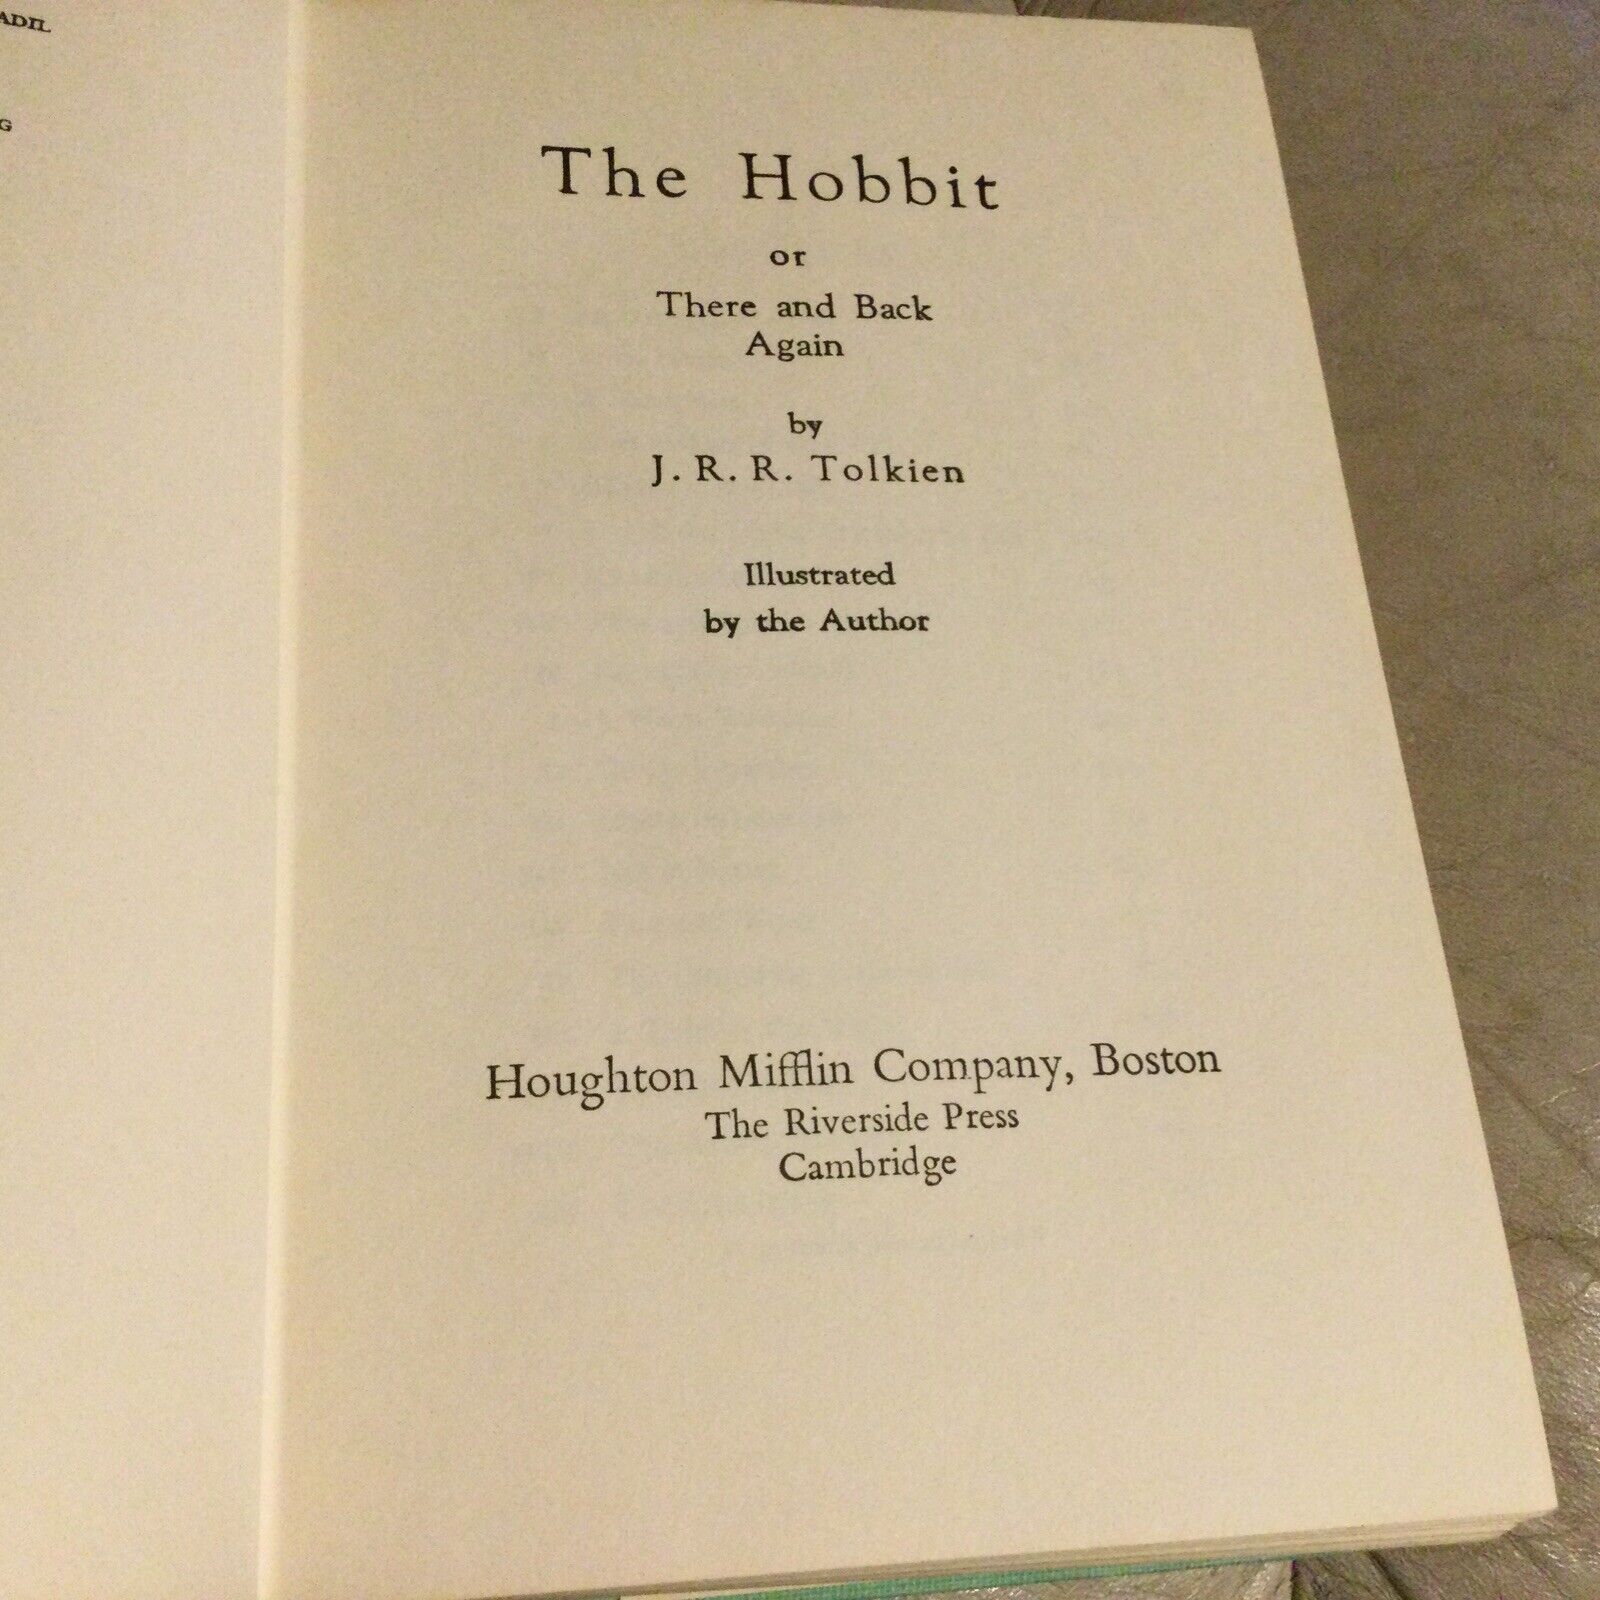 ADIL
G
The Hobbit
or
There and Back
Again
by
J. R. R. Tolkien
Illustrated
by the Author
Houghton Mifflin Company, Boston
The Riverside Press
Cambridge